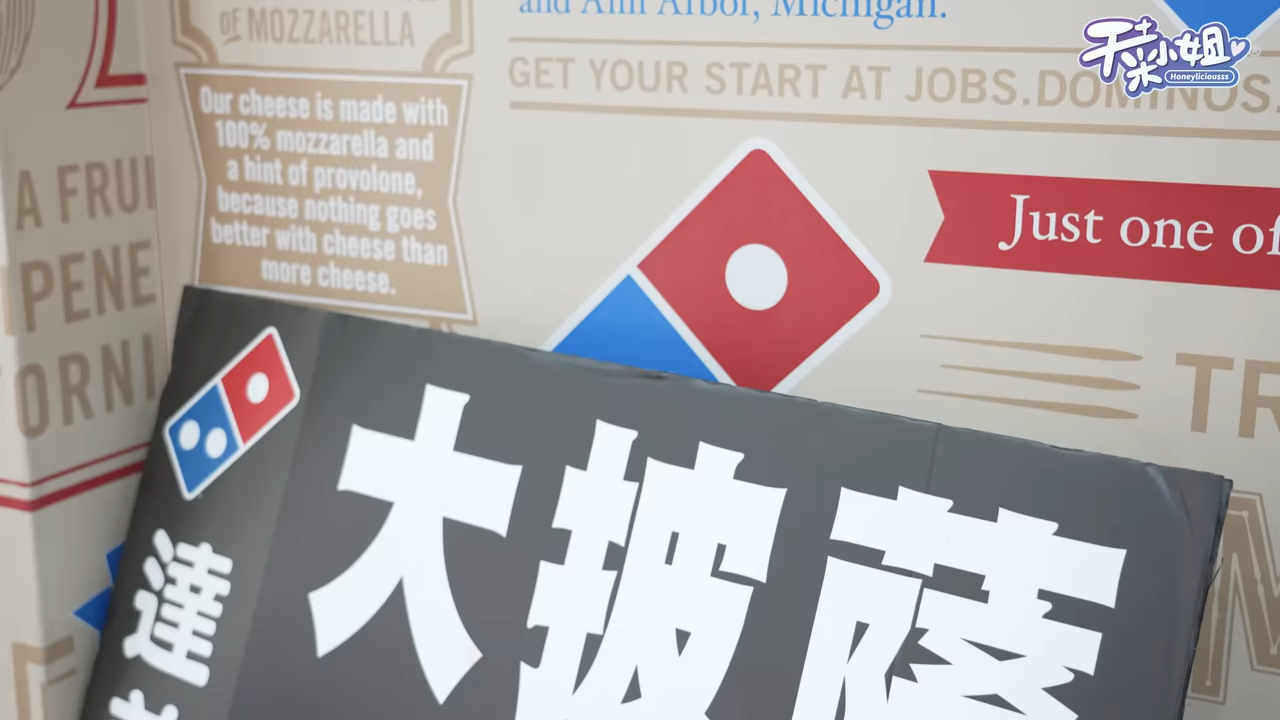 OF MOZZARELLA
Our cheese is made with
100% mozzarella and
a hint of provolone,
because nothing goes
better with cheese than
more cheese.
and Ann Arbor, Michigan.
GET YOUR START AT JOBS.DOMINOS.
天菜小姐
Honeyliciousss
Just one of
A FRUI
PENE
ORNI
TR
大披薩
達